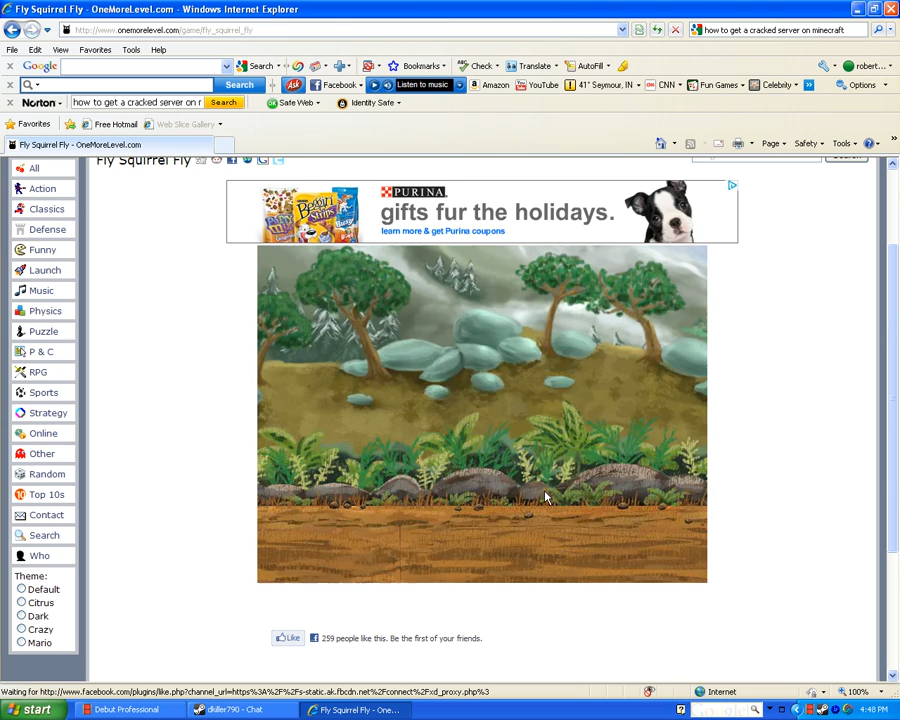 Fly Squirrel Fly - OneMoreLevel.com - Windows Internet Explorer
http://www.onemorelevel.com/game/fly_squirrel_fly
how to get a cracked server on minecraft
File Edit View Favorites Tools Help
Google Search Bookmarks Check Translate AutoFill robert...
Search Ask Facebook Listen to music Amazon YouTube 41° Seymour, IN CNN Fun Games Celebrity Options
Norton how to get a cracked server on r Search Safe Web Identity Safe
Favorites Free Hotmail Web Slice Gallery
Fly Squirrel Fly - OneMoreLevel.com
Page Safety Tools
Fly Squirrel Fly
Search
All
Action
Classics
Defense
Funny
Launch
Music
Physics
Puzzle
P & C
RPG
Sports
Strategy
Online
Other
Random
Top 10s
Contact
Search
Who
Theme:
Default
Citrus
Dark
Crazy
Mario
Beggin' Strips
PURINA
gifts fur the holidays.
learn more & get Purina coupons
Like 259 people like this. Be the first of your friends.
Waiting for http://www.facebook.com/plugins/like.php?channel_url=https%3A%2F%2Fs-static.ak.fbcdn.net%2Fconnect%2Fxd_proxy.php%3
Internet 100%
start Debut Professional dkiller790 - Chat Fly Squirrel Fly - One... 4:48 PM